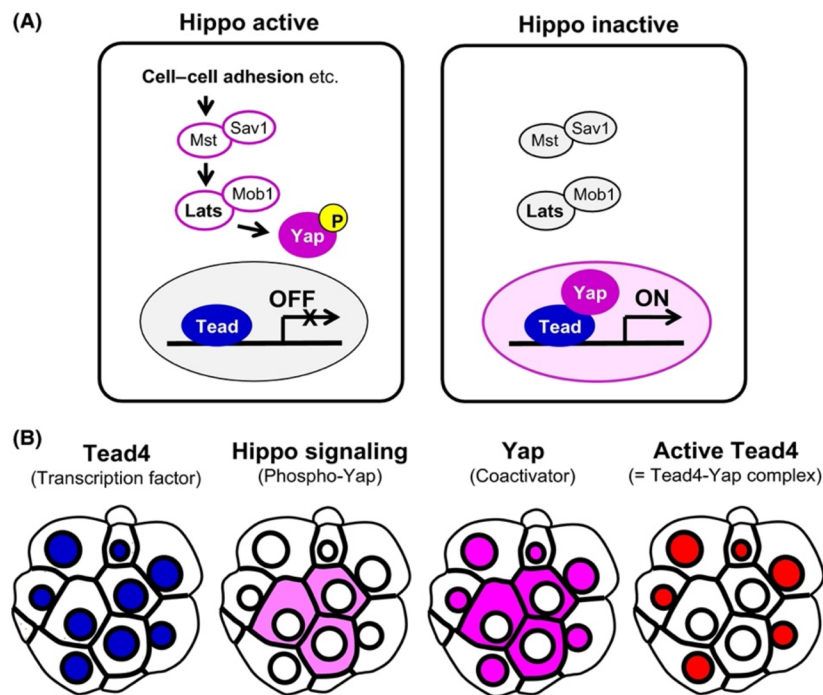 (A)
Hippo active
Hippo inactive
Cell–cell adhesion etc.
Mst
Sav1
Lats
Mob1
Yap
P
OFF
X
Tead
Mst
Sav1
Lats
Mob1
Yap
Tead
ON
(B)
Tead4
(Transcription factor)
Hippo signaling
(Phospho-Yap)
Yap
(Coactivator)
Active Tead4
(= Tead4-Yap complex)